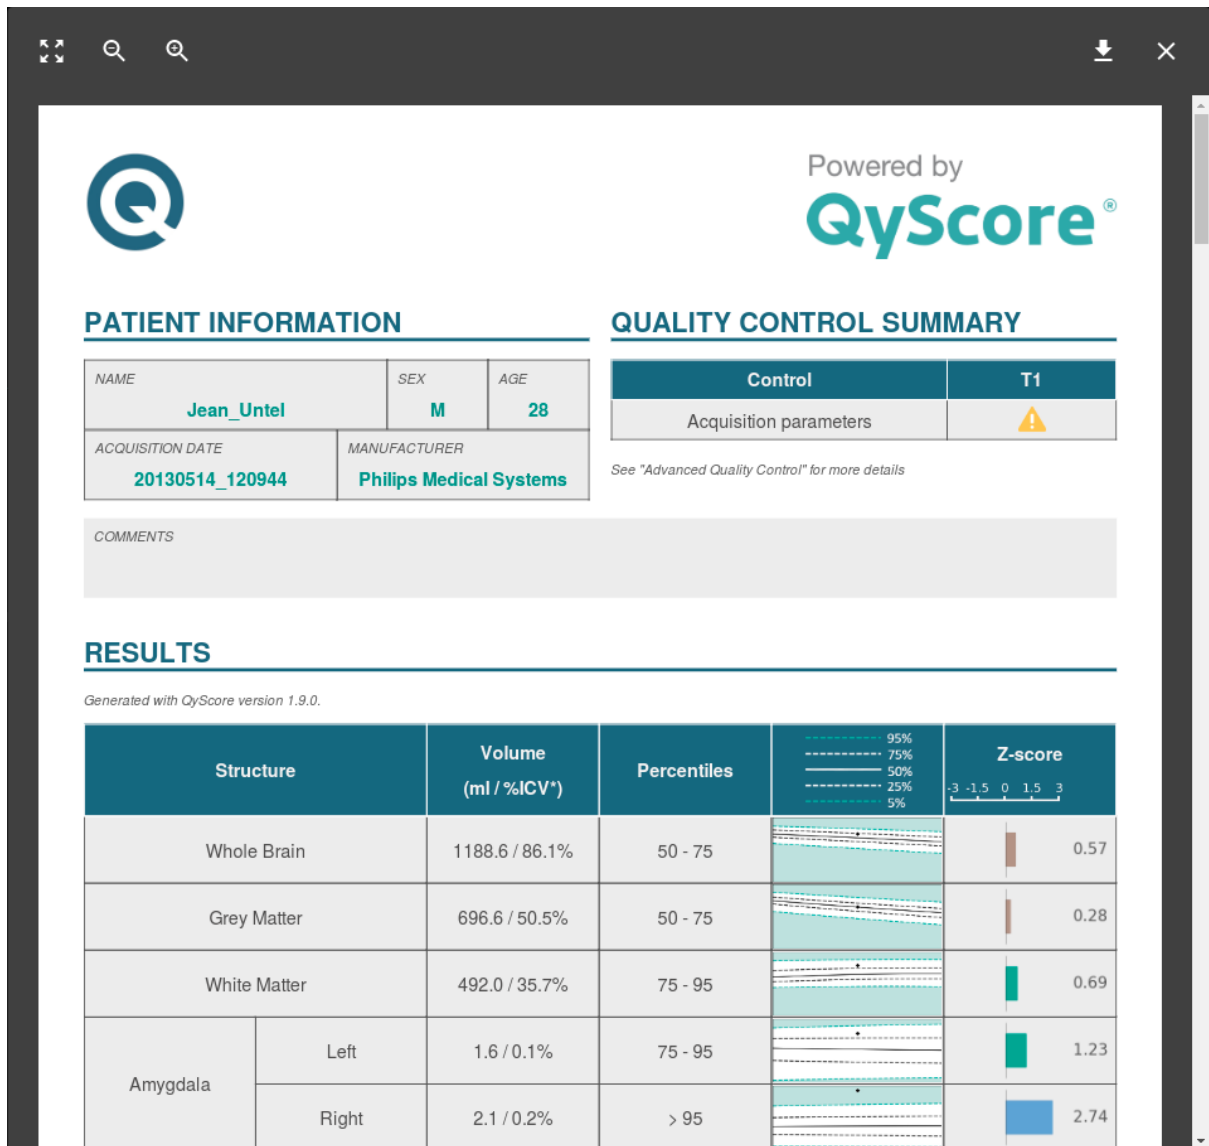 Powered by
QyScore®
PATIENT INFORMATION
QUALITY CONTROL SUMMARY
NAME
SEX
AGE
Jean_Untel
M
28
ACQUISITION DATE
MANUFACTURER
20130514_120944
Philips Medical Systems
Control T1
Acquisition parameters
See "Advanced Quality Control" for more details
COMMENTS
RESULTS
Generated with QyScore version 1.9.0.
Structure
Volume
(ml / %ICV*)
Percentiles
95%
75%
50%
25%
5%
Z-score
-3 -1.5 0 1.5 3
Whole Brain 1188.6 / 86.1% 50 - 75 0.57
Grey Matter 696.6 / 50.5% 50 - 75 0.28
White Matter 492.0 / 35.7% 75 - 95 0.69
Amygdala
Left 1.6 / 0.1% 75 - 95 1.23
Right 2.1 / 0.2% > 95 2.74